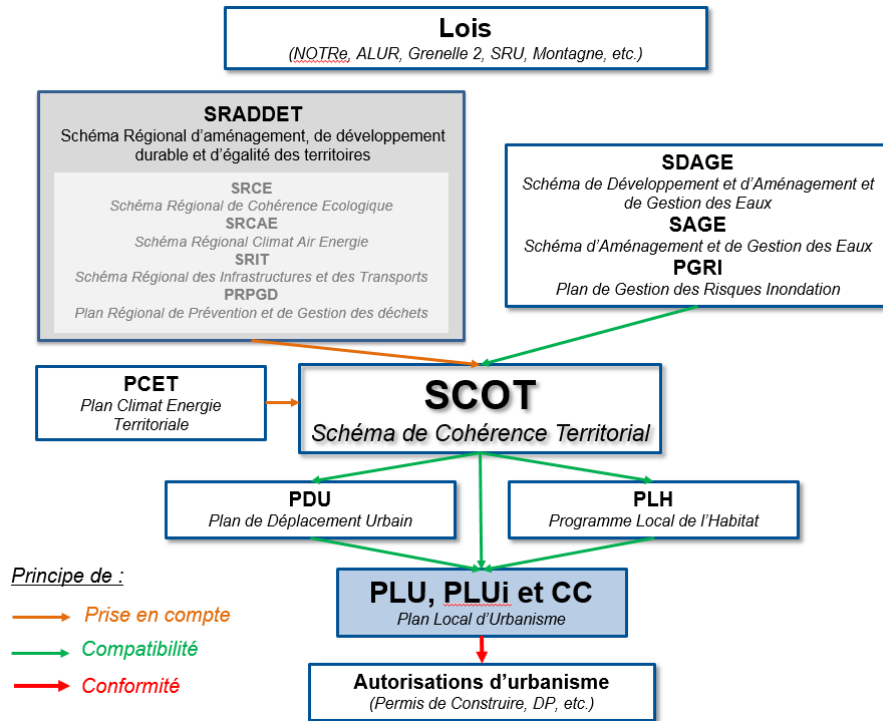 Lois
(NOTRe, ALUR, Grenelle 2, SRU, Montagne, etc.)
SRADDET
Schéma Régional d'aménagement, de développement
durable et d'égalité des territoires
SRCE
Schéma Régional de Cohérence Ecologique
SRCAE
Schéma Régional Climat Air Energie
SRIT
Schéma Régional des Infrastructures et des Transports
PRPGD
Plan Régional de Prévention et de Gestion des déchets
SDAGE
Schéma de Développement et d'Aménagement et
de Gestion des Eaux
SAGE
Schéma d'Aménagement et de Gestion des Eaux
PGRI
Plan de Gestion des Risques Inondation
PCET
Plan Climat Energie
Territoriale
SCOT
Schéma de Cohérence Territorial
PDU
Plan de Déplacement Urbain
PLH
Programme Local de l'Habitat
PLU, PLUi et CC
Plan Local d'Urbanisme
Autorisations d'urbanisme
(Permis de Construire, DP, etc.)
Principe de :
Prise en compte
Compatibilité
Conformité